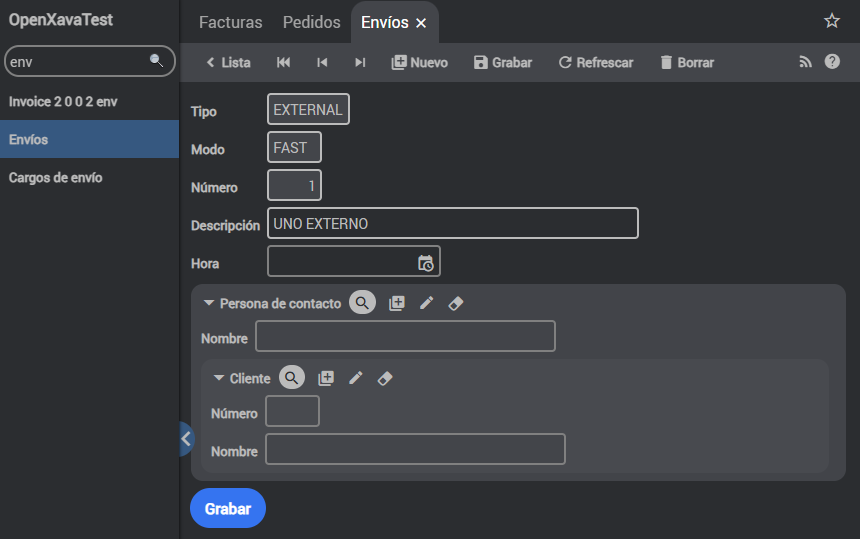 OpenXavaTest
env
Invoice 2 0 0 2 env
Envíos
Cargos de envío
Facturas Pedidos Envíos
Lista Nuevo Grabar Refrescar Borrar
Tipo EXTERNAL
Modo FAST
Número 1
Descripción UNO EXTERNO
Hora
Persona de contacto
Nombre
Cliente
Número
Nombre
Grabar